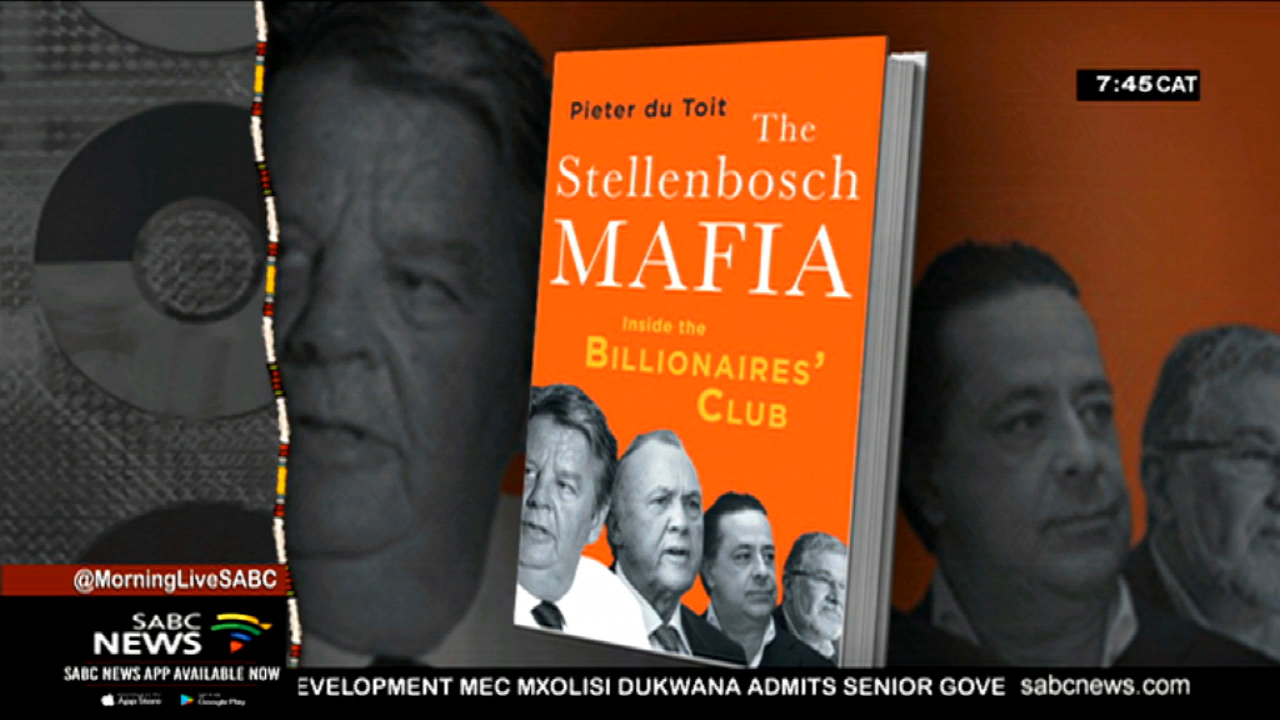 7:45 CAT
Pieter du Toit
The
Stellenbosch
MAFIA
Inside the
BILLIONAIRES'
CLUB
@MorningLiveSABC
SABC
NEWS
SABC NEWS APP AVAILABLE NOW
App Store
Google Play
EVELOPMENT MEC MXOLISI DUKWANA ADMITS SENIOR GOVE
sabcnews.com